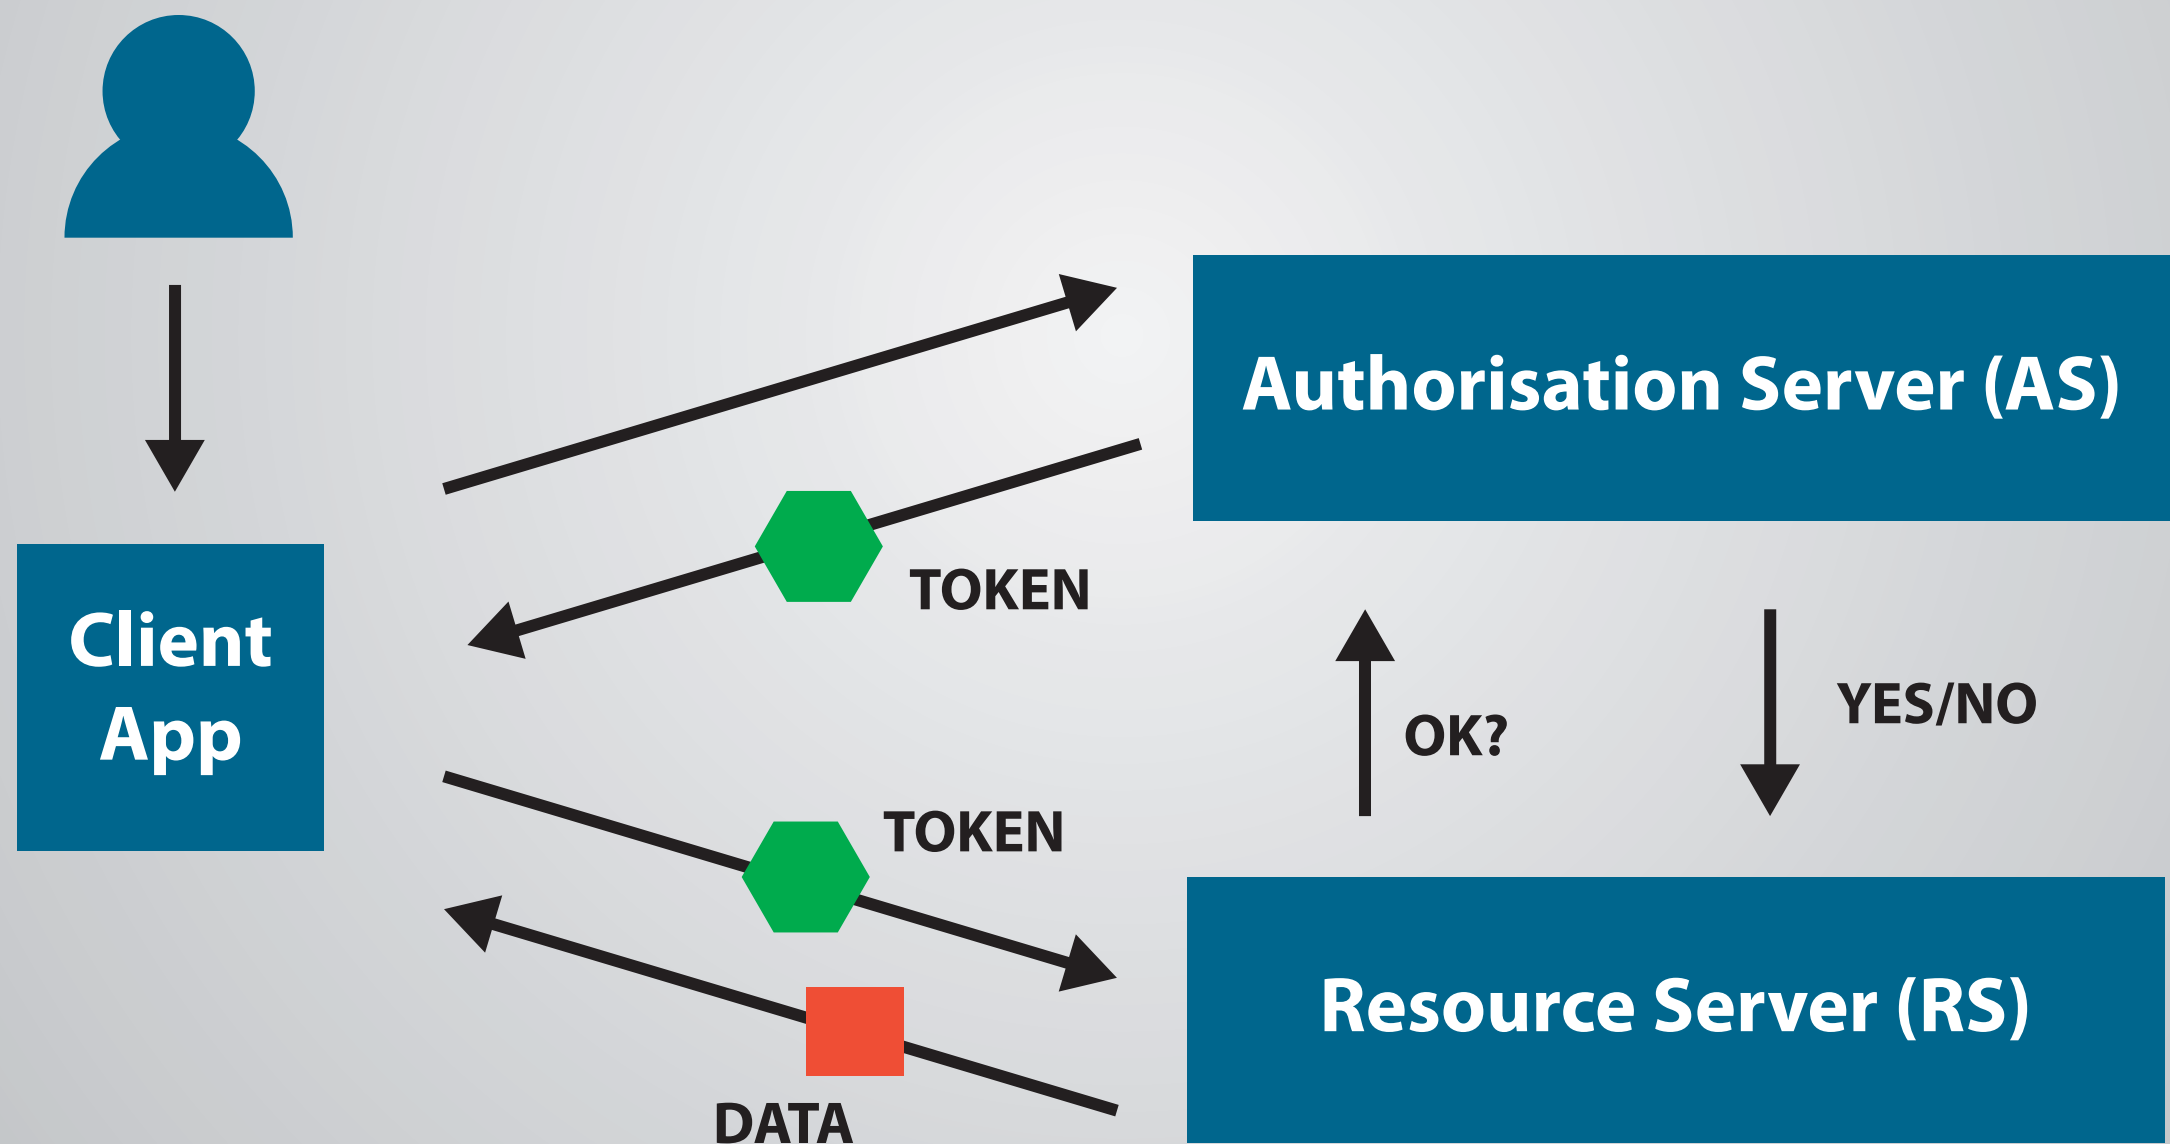 Authorisation Server (AS)
TOKEN
Client
App
OK?
YES/NO
TOKEN
Resource Server (RS)
DATA